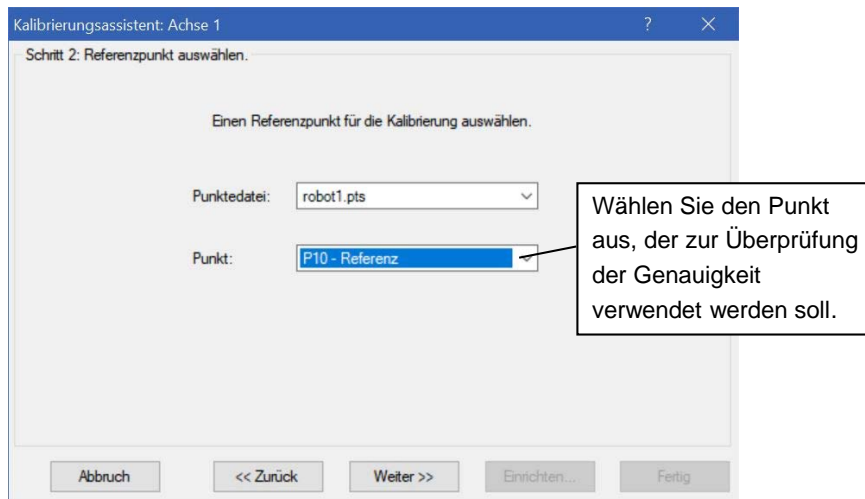 Kalibrierungsassistent: Achse 1 ?
Schritt 2: Referenzpunkt auswählen.
Einen Referenzpunkt für die Kalibrierung auswählen.
Punktedatei: robot1.pts
Punkt: P10 - Referenz
Wählen Sie den Punkt
aus, der zur Überprüfung
der Genauigkeit
verwendet werden soll.
Abbruch << Zurück Weiter >> Einrichten... Fertig